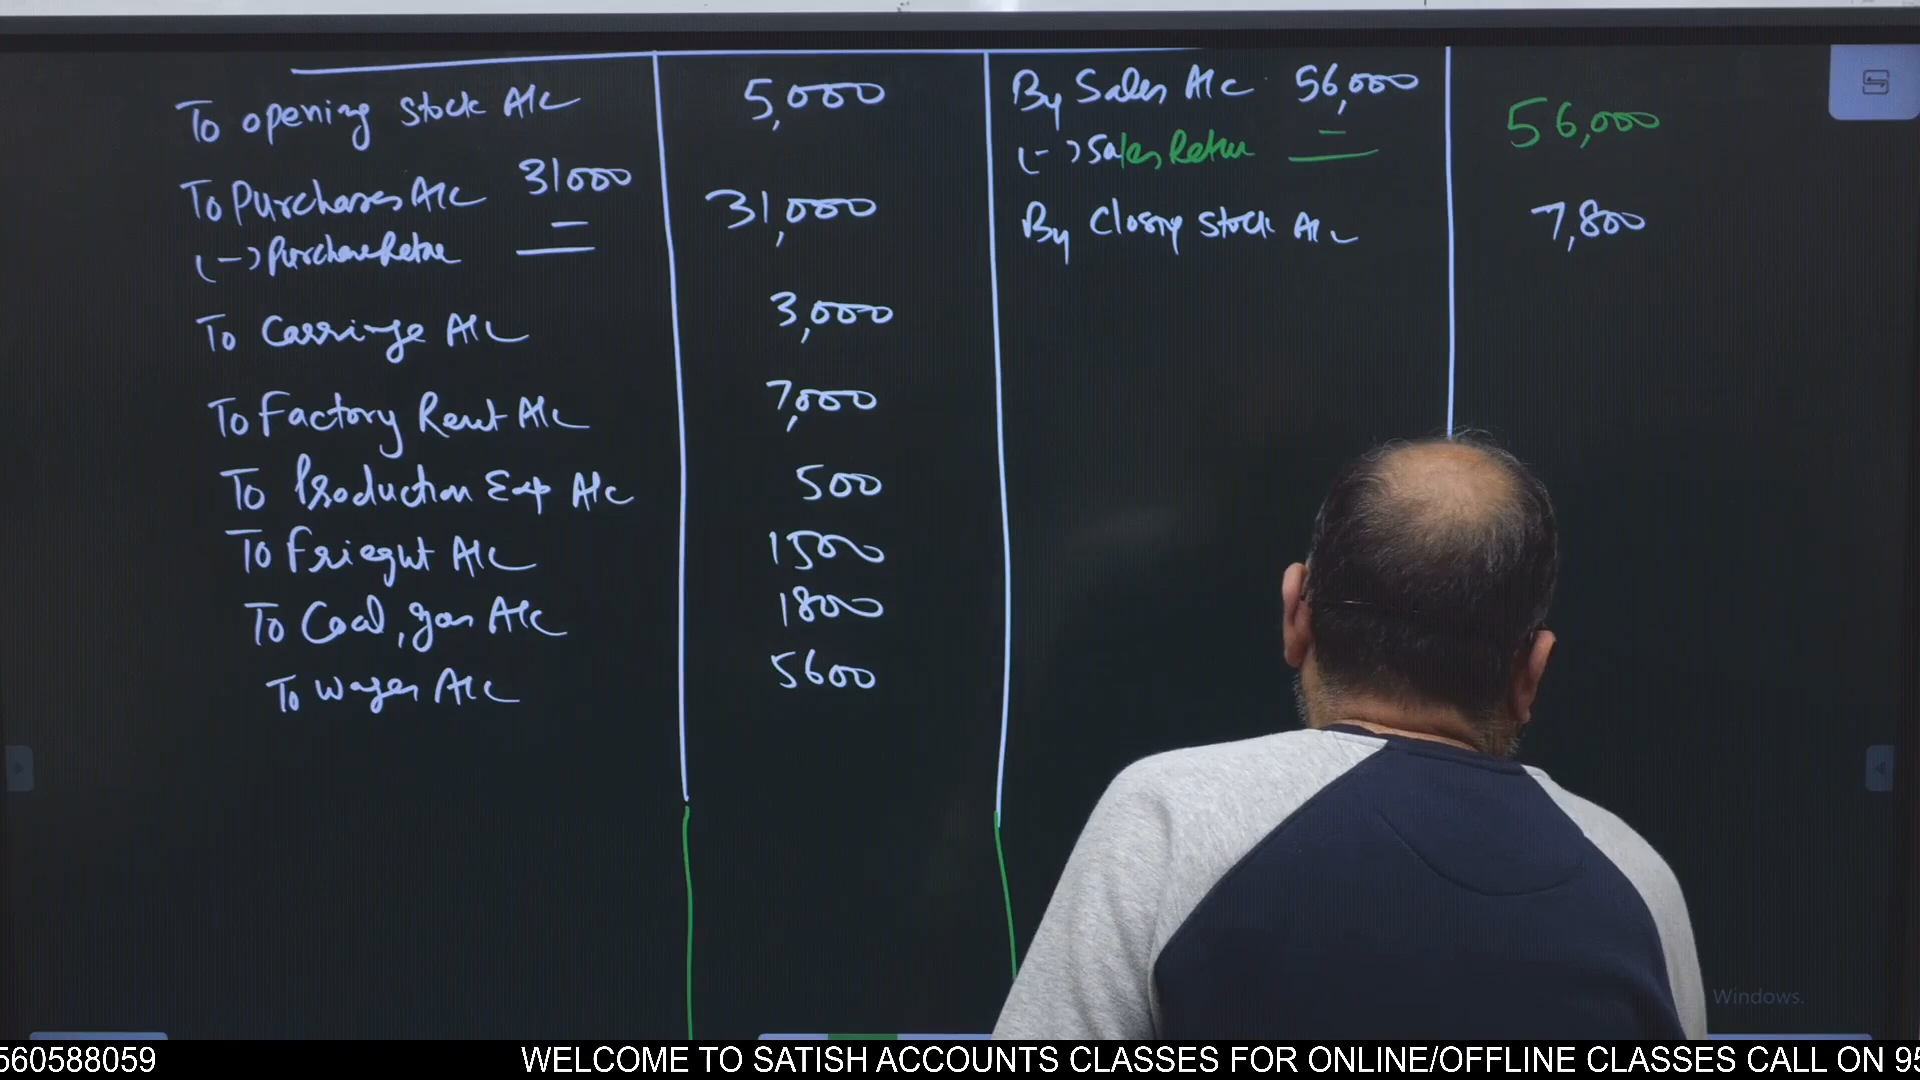 To opening Stock A/c 5,000
To Purchases A/c 31000 31,000
(-) Purchase Retu —
To Carriage A/c 3,000
To Factory Rent A/c 7,000
To Production Exp A/c 500
To Frieght A/c 1500
To Coal, gas A/c 1800
To Wages A/c 5600
By Sales A/c 56,000 56,000
(-) Sales Retu —
By Closing Stock A/c 7,800
Windows.
560588059 WELCOME TO SATISH ACCOUNTS CLASSES FOR ONLINE/OFFLINE CLASSES CALL ON 95